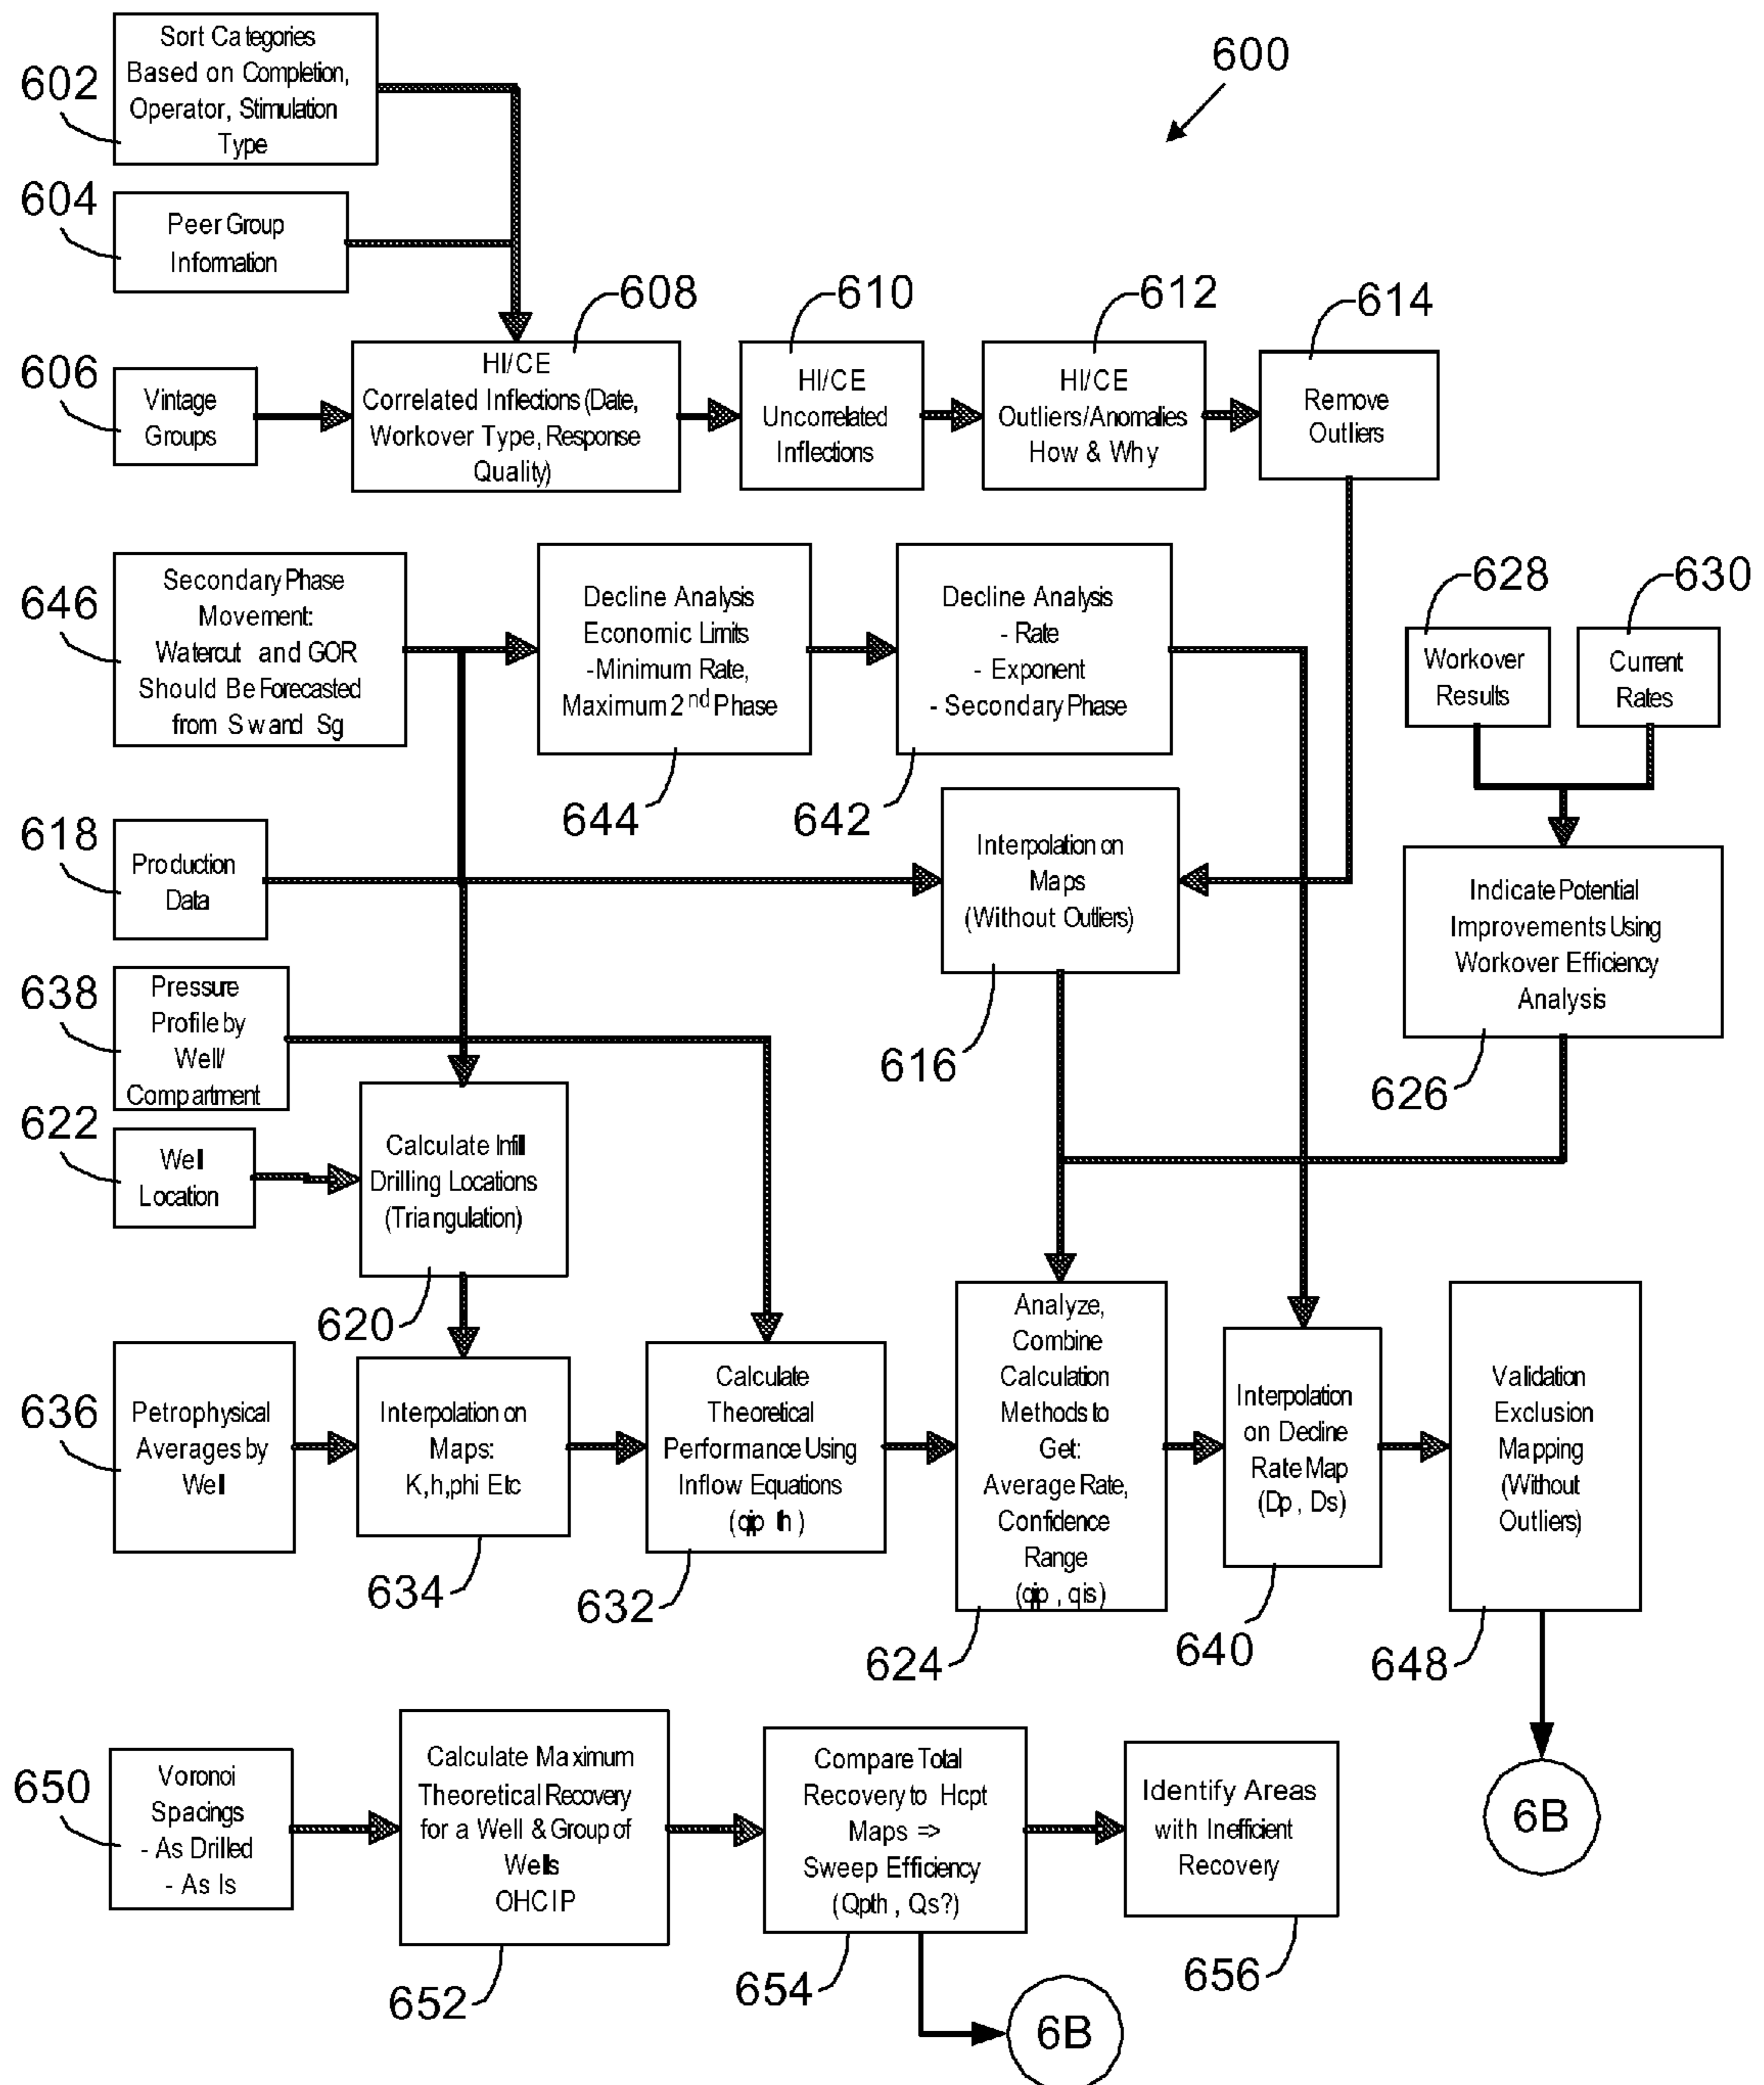 600
602
Sort Categories
Based on Completion,
Operator, Stimulation
Type
604
Peer Group
Information
606
Vintage
Groups
608
HI/CE
Correlated Inflections (Date,
Workover Type, Response
Quality)
610
HI/CE
Uncorrelated
Inflections
612
HI/CE
Outliers/Anomalies
How & Why
614
Remove
Outliers
646
Secondary Phase
Movement:
Watercut and GOR
Should Be Forecasted
from Sw and Sg
644
Decline Analysis
Economic Limits
-Minimum Rate,
Maximum 2nd Phase
642
Decline Analysis
- Rate
- Exponent
- Secondary Phase
628
Workover
Results
630
Current
Rates
618
Production
Data
616
Interpolation on
Maps
(Without Outliers)
626
Indicate Potential
Improvements Using
Workover Efficiency
Analysis
638
Pressure
Profile by
Well/
Compartment
622
Well
Location
620
Calculate Infill
Drilling Locations
(Triangulation)
636
Petrophysical
Averages by
Well
634
Interpolation on
Maps:
K,h,phi Etc
632
Calculate
Theoretical
Performance Using
Inflow Equations
(qip th )
624
Analyze,
Combine
Calculation
Methods to
Get:
Average Rate,
Confidence
Range
(qip , qis)
640
Interpolation
on Decline
Rate Map
(Dp , Ds)
648
Validation
Exclusion
Mapping
(Without
Outliers)
6B
650
Voronoi
Spacings
- As Drilled
- As Is
652
Calculate Maximum
Theoretical Recovery
for a Well & Group of
Wells
OHCIP
654
Compare Total
Recovery to Hcpt
Maps =>
Sweep Efficiency
(Qpth , Qs?)
656
Identify Areas
with Inefficient
Recovery
6B